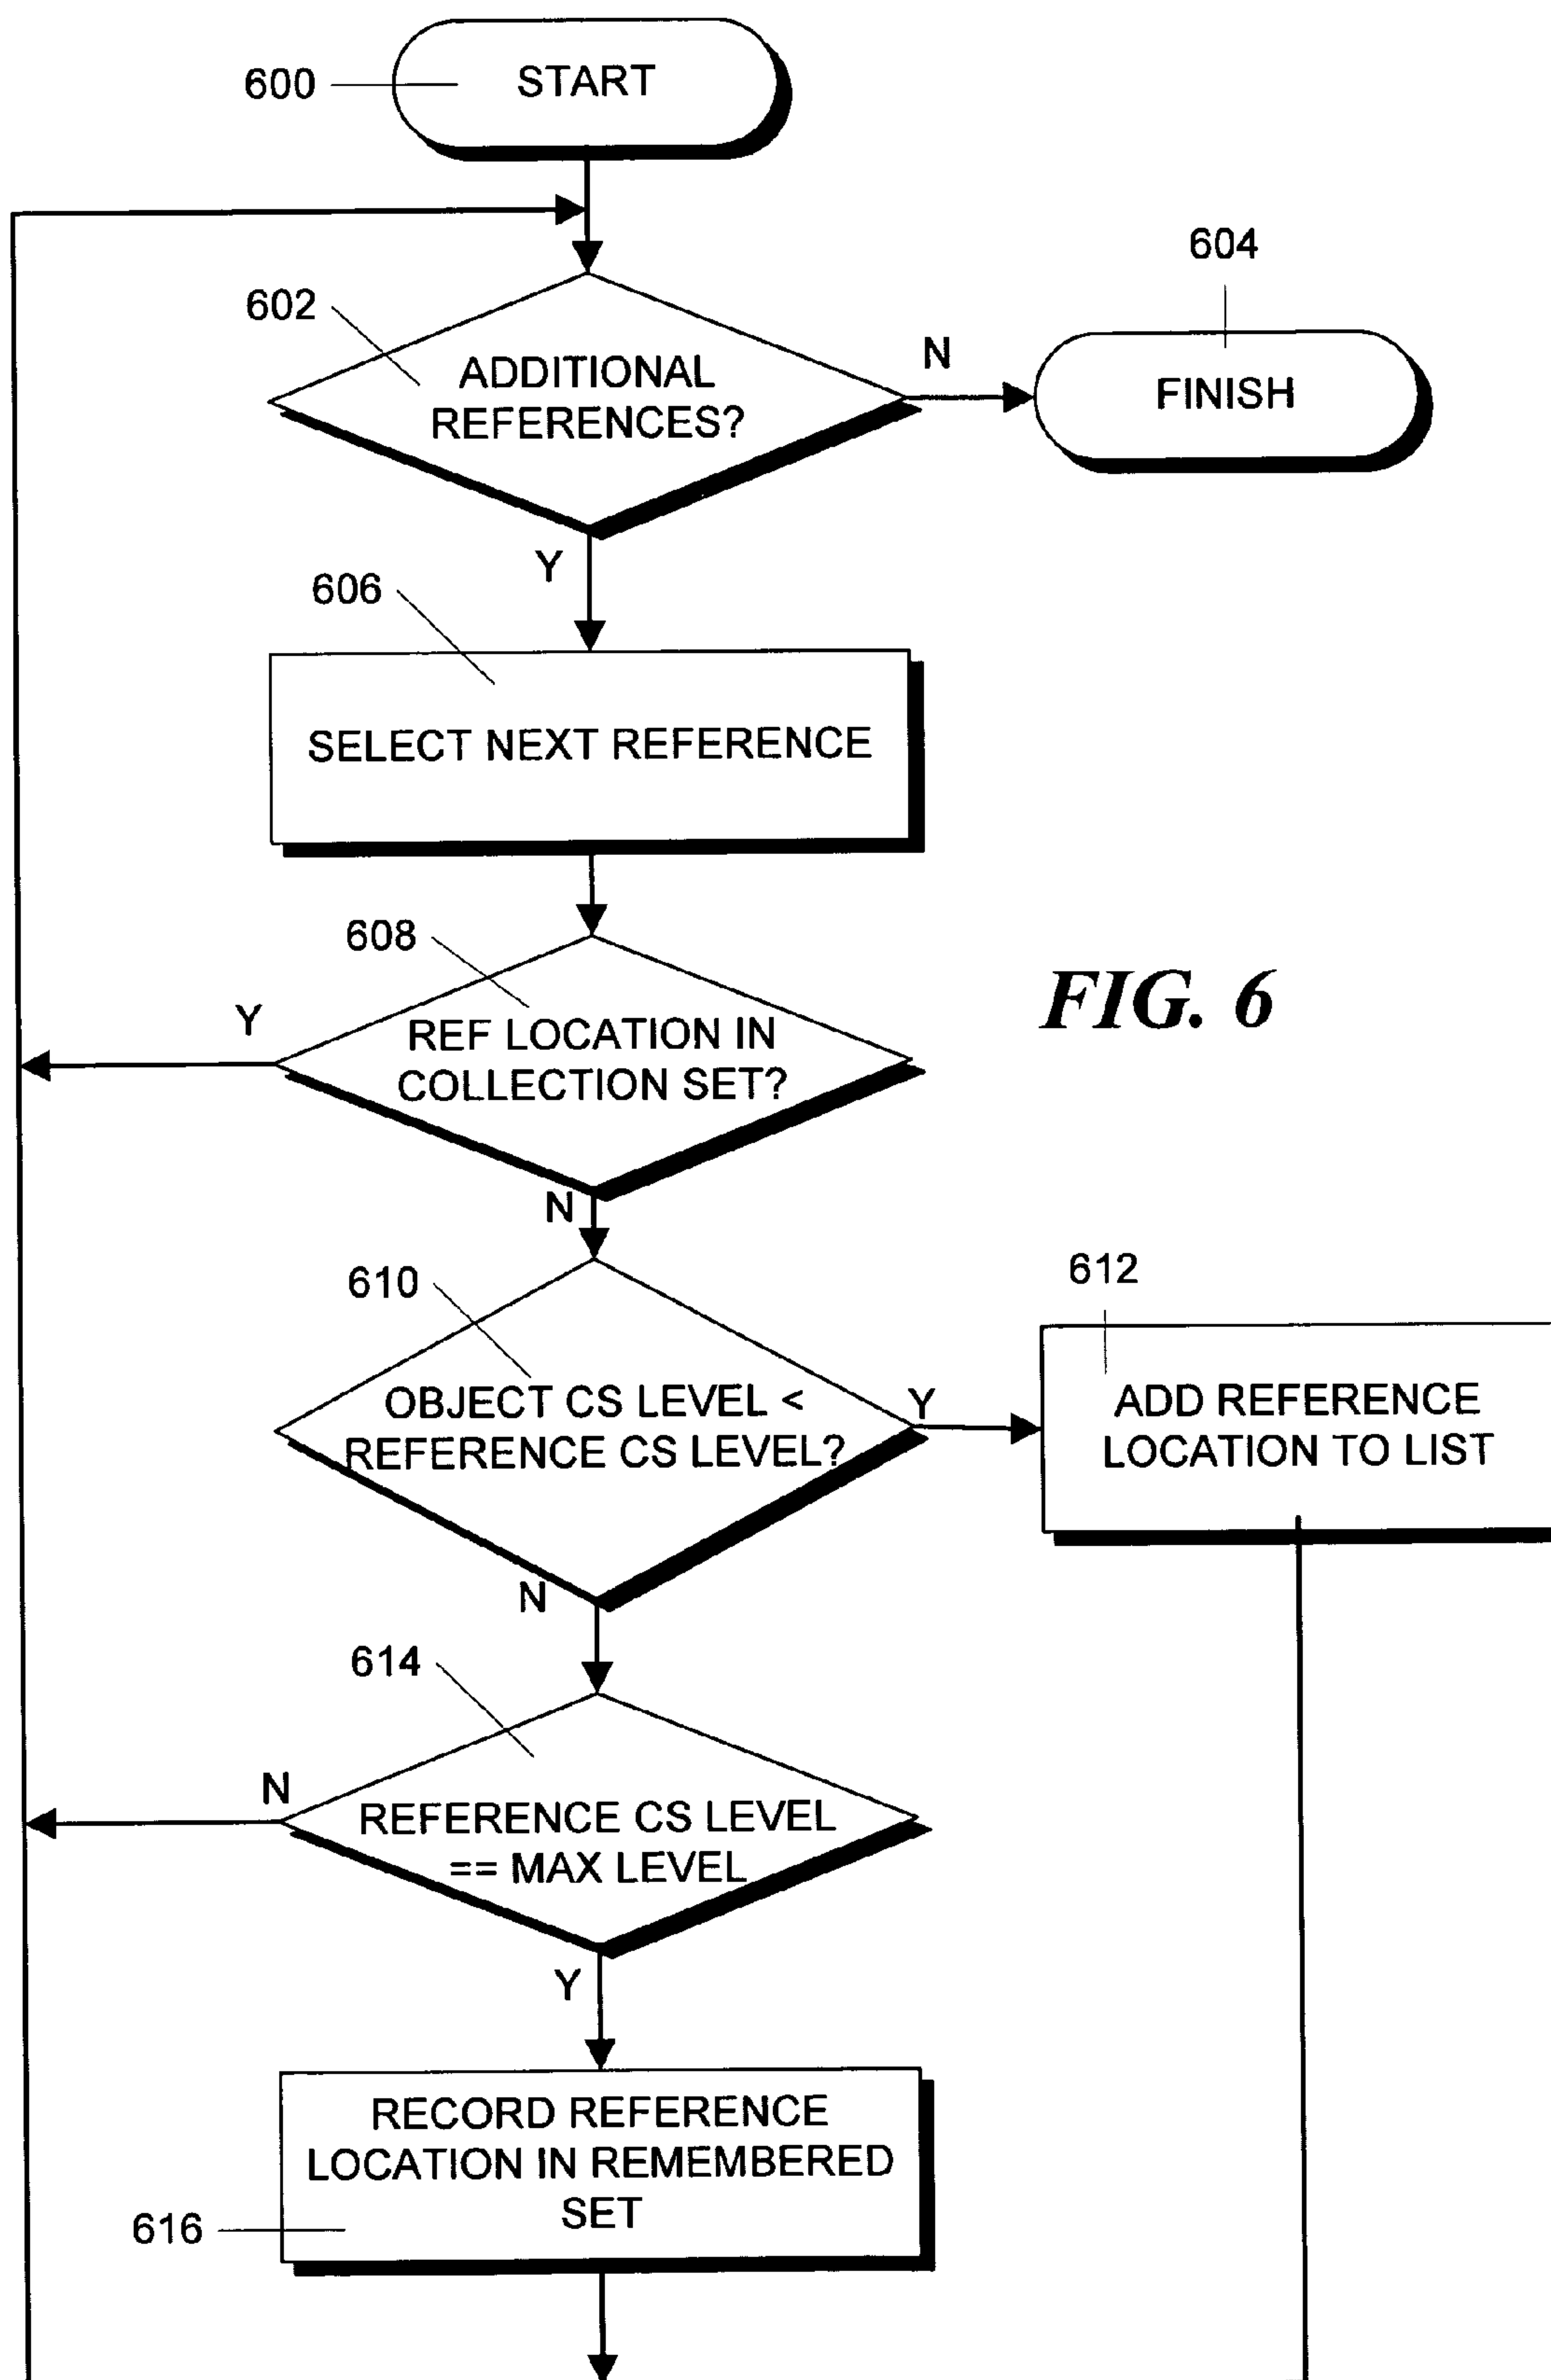 600
START
604
602
ADDITIONAL
REFERENCES?
N
FINISH
Y
606
SELECT NEXT REFERENCE
608
FIG. 6
Y
REF LOCATION IN
COLLECTION SET?
N
610
612
OBJECT CS LEVEL <
REFERENCE CS LEVEL?
Y
ADD REFERENCE
LOCATION TO LIST
N
614
N
REFERENCE CS LEVEL
== MAX LEVEL
Y
RECORD REFERENCE
LOCATION IN REMEMBERED
SET
616